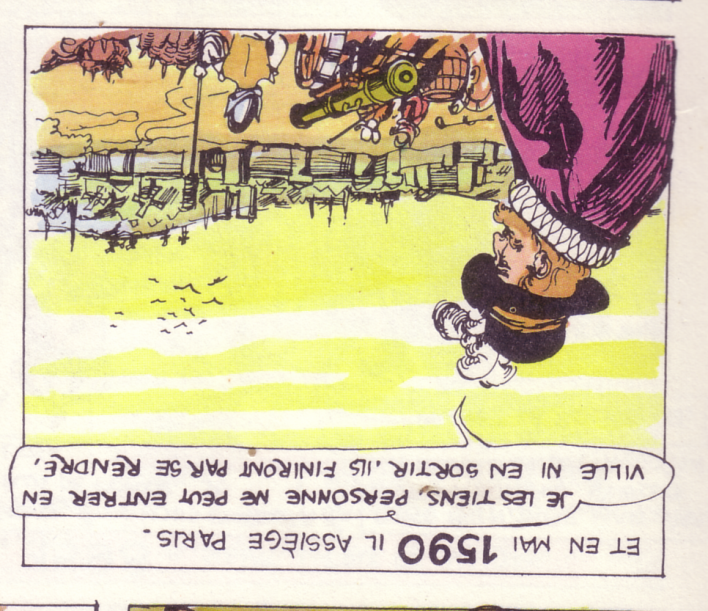 ET EN MAI 1590 IL ASSIÈGE PARIS.
JE LES TIENS, PERSONNE NE PEUT ENTRER EN
VILLE NI EN SORTIR, ILS FINIRONT PAR SE RENDRE,